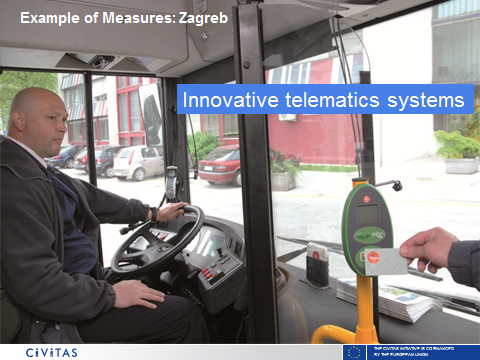 Example of Measures: Zagreb
Innovative telematics systems
CIVITAS
THE CIVITAS INITIATIVE IS CO-FINANCED
BY THE EUROPEAN UNION